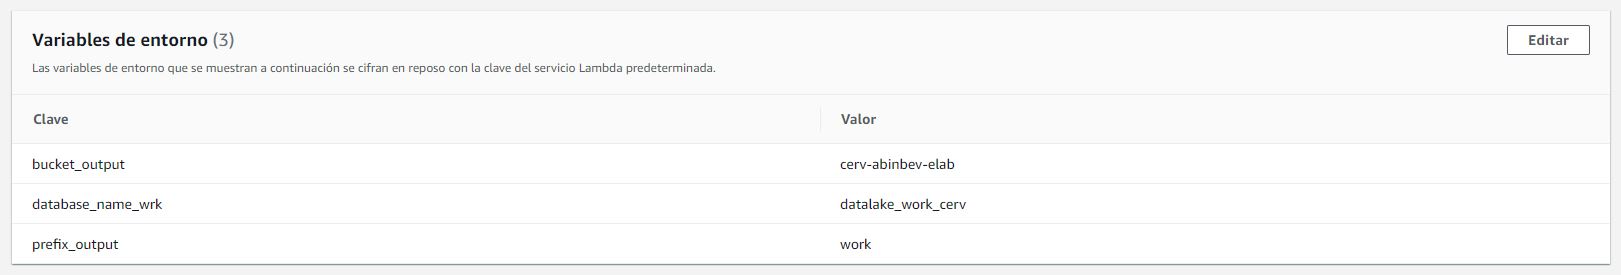 Variables de entorno (3)
Editar
Las variables de entorno que se muestran a continuación se cifran en reposo con la clave del servicio Lambda predeterminada.
Clave Valor
bucket_output cerv-abinbev-elab
database_name_wrk datalake_work_cerv
prefix_output work